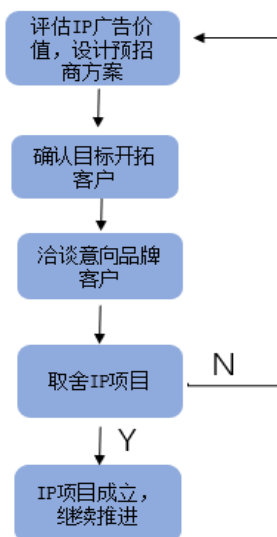 评估IP广告价
值，设计预招
商方案
确认目标开拓
客户
洽谈意向品牌
客户
取舍IP项目
N
Y
IP项目成立，
继续推进